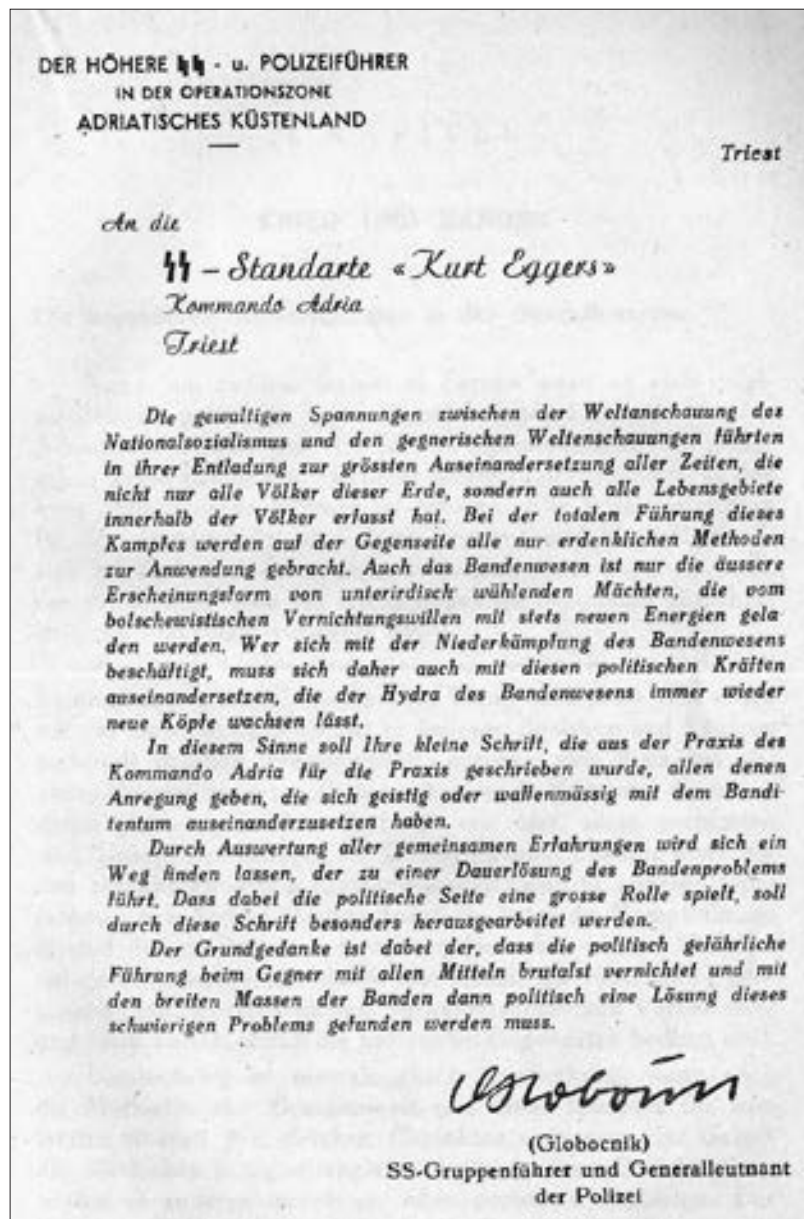 DER HÖHERE ᛋᛋ - u. POLIZEIFÜHRER
IN DER OPERATIONSZONE
ADRIATISCHES KÜSTENLAND
Triest
An die
ᛋᛋ – Standarte «Kurt Eggers»
Kommando Adria
Triest
Die gewaltigen Spannungen zwischen der Weltanschauung des
Nationalsozialismus und den gegnerischen Weltenschauungen führten
in ihrer Entladung zur grössten Auseinandersetzung aller Zeiten, die
nicht nur alle Völker dieser Erde, sondern auch alle Lebensgebiete
innerhalb der Völker erfasst hat. Bei der totalen Führung dieses
Kampfes werden auf der Gegenseite alle nur erdenklichen Methoden
zur Anwendung gebracht. Auch das Bandenwesen ist nur die äussere
Erscheinungsform von unterirdisch wühlenden Mächten, die vom
bolschewistischen Vernichtungswillen mit stets neuen Energien gela-
den werden. Wer sich mit der Niederkämpfung des Bandenwesens
beschäftigt, muss sich daher auch mit diesen politischen Kräften
auseinandersetzen, die der Hydra des Bandenwesens immer wieder
neue Köpfe wachsen lässt.
In diesem Sinne soll Ihre kleine Schrift, die aus der Praxis des
Kommando Adria für die Praxis geschrieben wurde, allen denen
Anregung geben, die sich geistig oder waffenmässig mit dem Bandi-
tentum auseinanderzusetzen haben.
Durch Auswertung aller gemeinsamen Erfahrungen wird sich ein
Weg finden lassen, der zu einer Dauerlösung des Bandenproblems
führt. Dass dabei die politische Seite eine grosse Rolle spielt, soll
durch diese Schrift besonders herausgearbeitet werden.
Der Grundgedanke ist dabei der, dass die politisch gefährliche
Führung beim Gegner mit allen Mitteln brutalst vernichtet und mit
den breiten Massen der Banden dann politisch eine Lösung dieses
schwierigen Problems gefunden werden muss.
Globocnik
(Globocnik)
SS-Gruppenführer und Generalleutnant
der Polizei